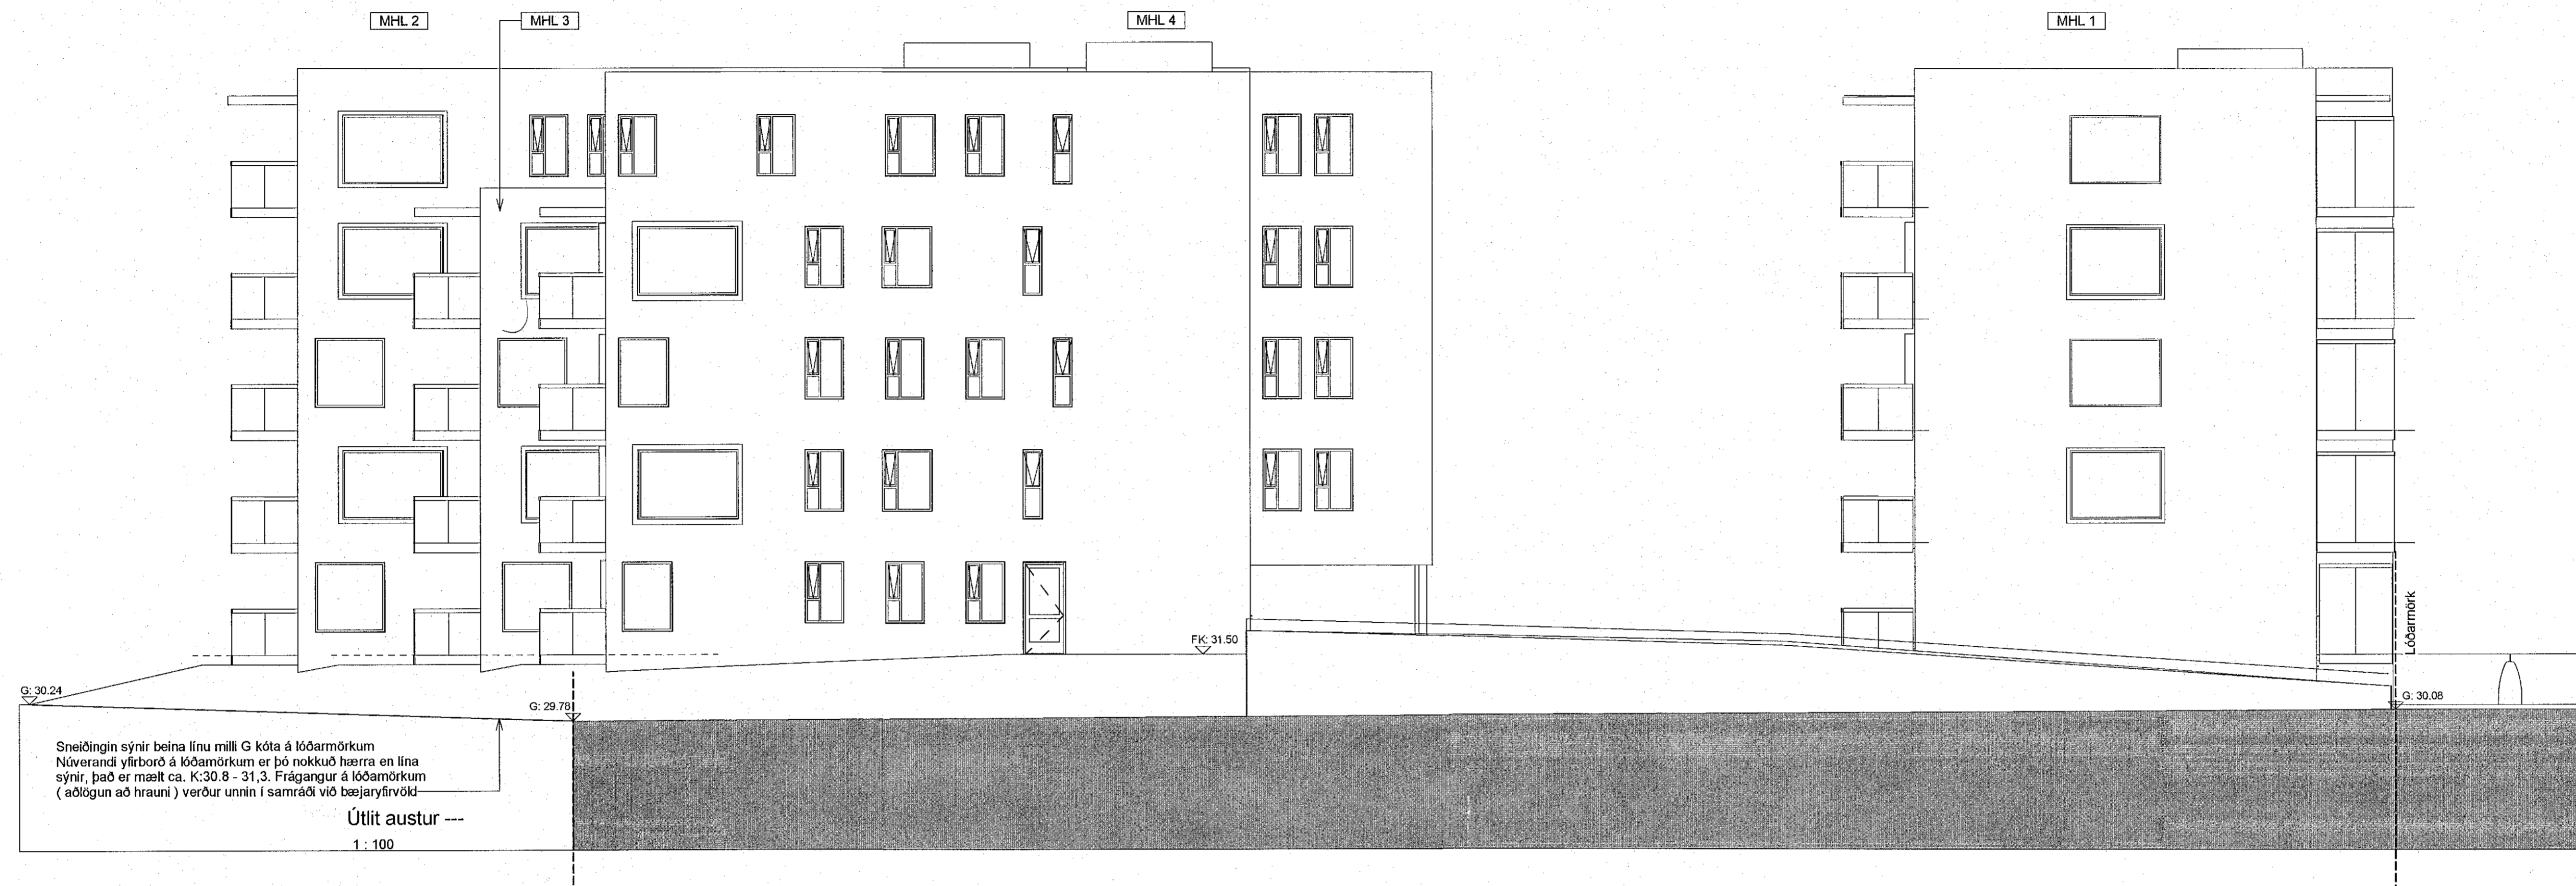 MHL 2
MHL 3
MHL 4
MHL 1
FK: 31.50
Lóðarmörk
G: 30.24
G: 29.78
G: 30.08
Sneiðingin sýnir beina línu milli G kóta á lóðarmörkum
Núverandi yfirborð á lóðamörkum er þó nokkuð hærra en lína
sýnir, það er mælt ca. K:30.8 - 31,3. Frágangur á lóðamörkum
( aðlögun að hrauni ) verður unnin í samráði við bæjaryfirvöld
Útlit austur ---
1 : 100